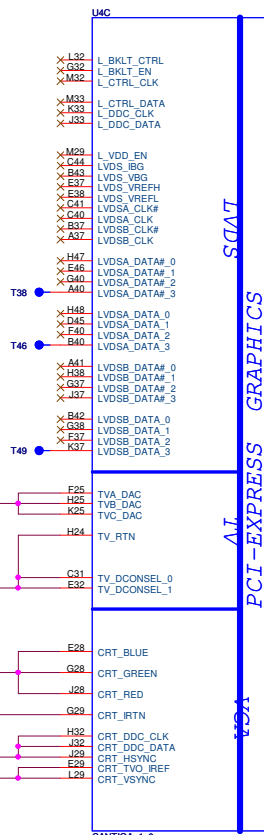 U4C
L32 L_BKLT_CTRL
G32 L_BKLT_EN
M32 L_CTRL_CLK
M33 L_CTRL_DATA
K33 L_DDC_CLK
J33 L_DDC_DATA
M29 L_VDD_EN
C44 LVDS_IBG
B43 LVDS_VBG
E37 LVDS_VREFH
E38 LVDS_VREFL
C41 LVDSA_CLK#
C40 LVDSA_CLK
B37 LVDSB_CLK#
A37 LVDSB_CLK
H47 LVDSA_DATA#_0
E46 LVDSA_DATA#_1
G40 LVDSA_DATA#_2
T38 A40 LVDSA_DATA#_3
H48 LVDSA_DATA_0
D45 LVDSA_DATA_1
F40 LVDSA_DATA_2
T46 B40 LVDSA_DATA_3
A41 LVDSB_DATA#_0
H38 LVDSB_DATA#_1
G37 LVDSB_DATA#_2
J37 LVDSB_DATA#_3
B42 LVDSB_DATA_0
G38 LVDSB_DATA_1
F37 LVDSB_DATA_2
T49 K37 LVDSB_DATA_3
LVDS
F25 TVA_DAC
H25 TVB_DAC
K25 TVC_DAC
H24 TV_RTN
C31 TV_DCONSEL_0
E32 TV_DCONSEL_1
TV
PCI-EXPRESS GRAPHICS
E28 CRT_BLUE
G28 CRT_GREEN
J28 CRT_RED
G29 CRT_IRTN
H32 CRT_DDC_CLK
J32 CRT_DDC_DATA
J29 CRT_HSYNC
E29 CRT_TVO_IREF
L29 CRT_VSYNC
VGA